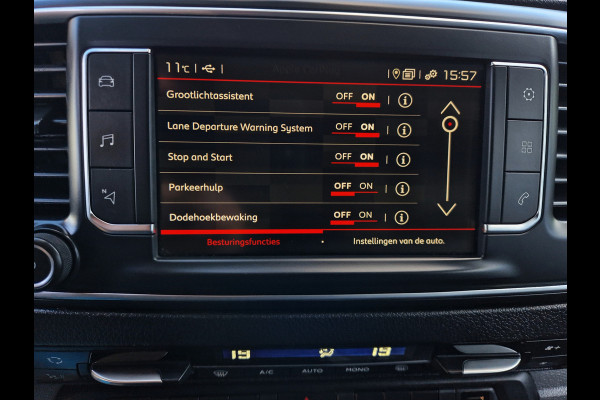 11°C 15:57
Grootlichtassistent OFF ON
Lane Departure Warning System OFF ON
Stop and Start OFF ON
Parkeerhulp OFF ON
Dodehoekbewaking OFF ON
Besturingsfuncties Instellingen van de auto.
19 19
A/C AUTO MONO